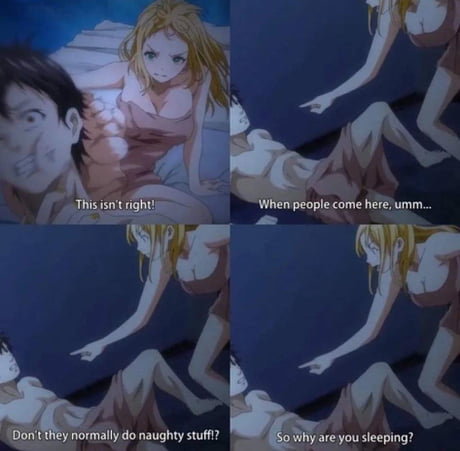 This isn't right!
When people come here, umm...
Don't they normally do naughty stuff!?
So why are you sleeping?